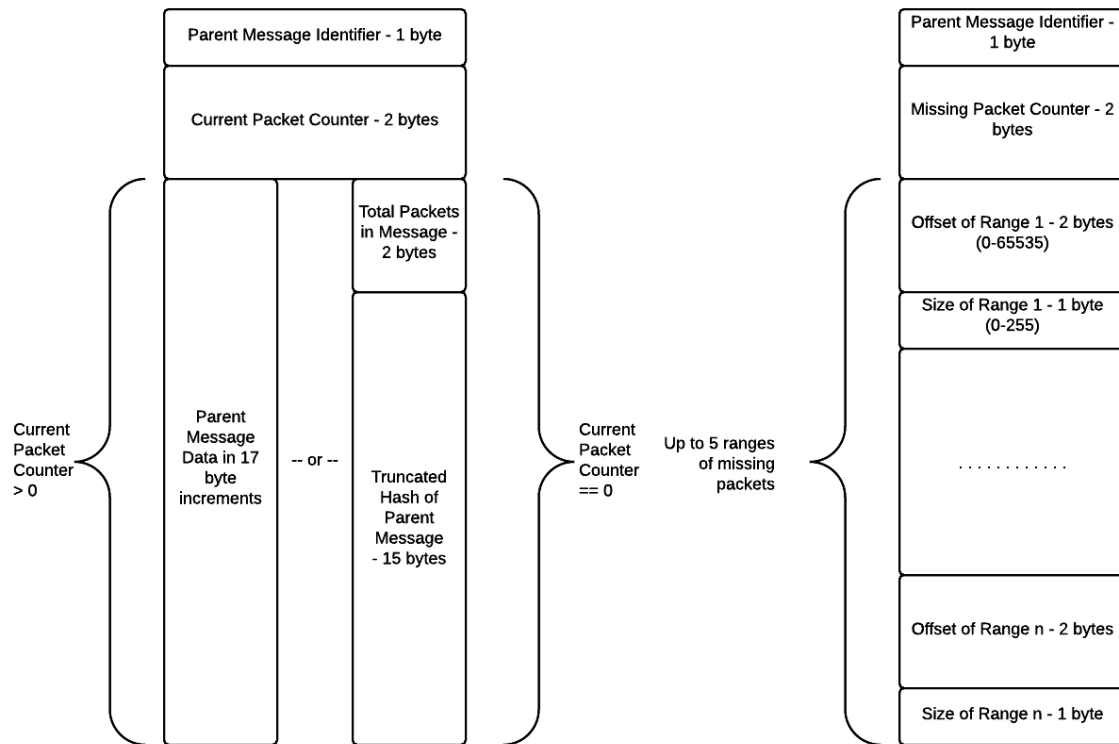 Parent Message Identifier - 1 byte
Current Packet Counter - 2 bytes
Current
Packet
Counter
> 0
Parent
Message
Data in 17
byte
increments
-- or --
Total Packets
in Message -
2 bytes
Truncated
Hash of
Parent
Message
- 15 bytes
Current
Packet
Counter
== 0
Parent Message Identifier -
1 byte
Missing Packet Counter - 2
bytes
Up to 5 ranges
of missing
packets
Offset of Range 1 - 2 bytes
(0-65535)
Size of Range 1 - 1 byte
(0-255)
. . . . . . . . . . . .
Offset of Range n - 2 bytes
Size of Range n - 1 byte